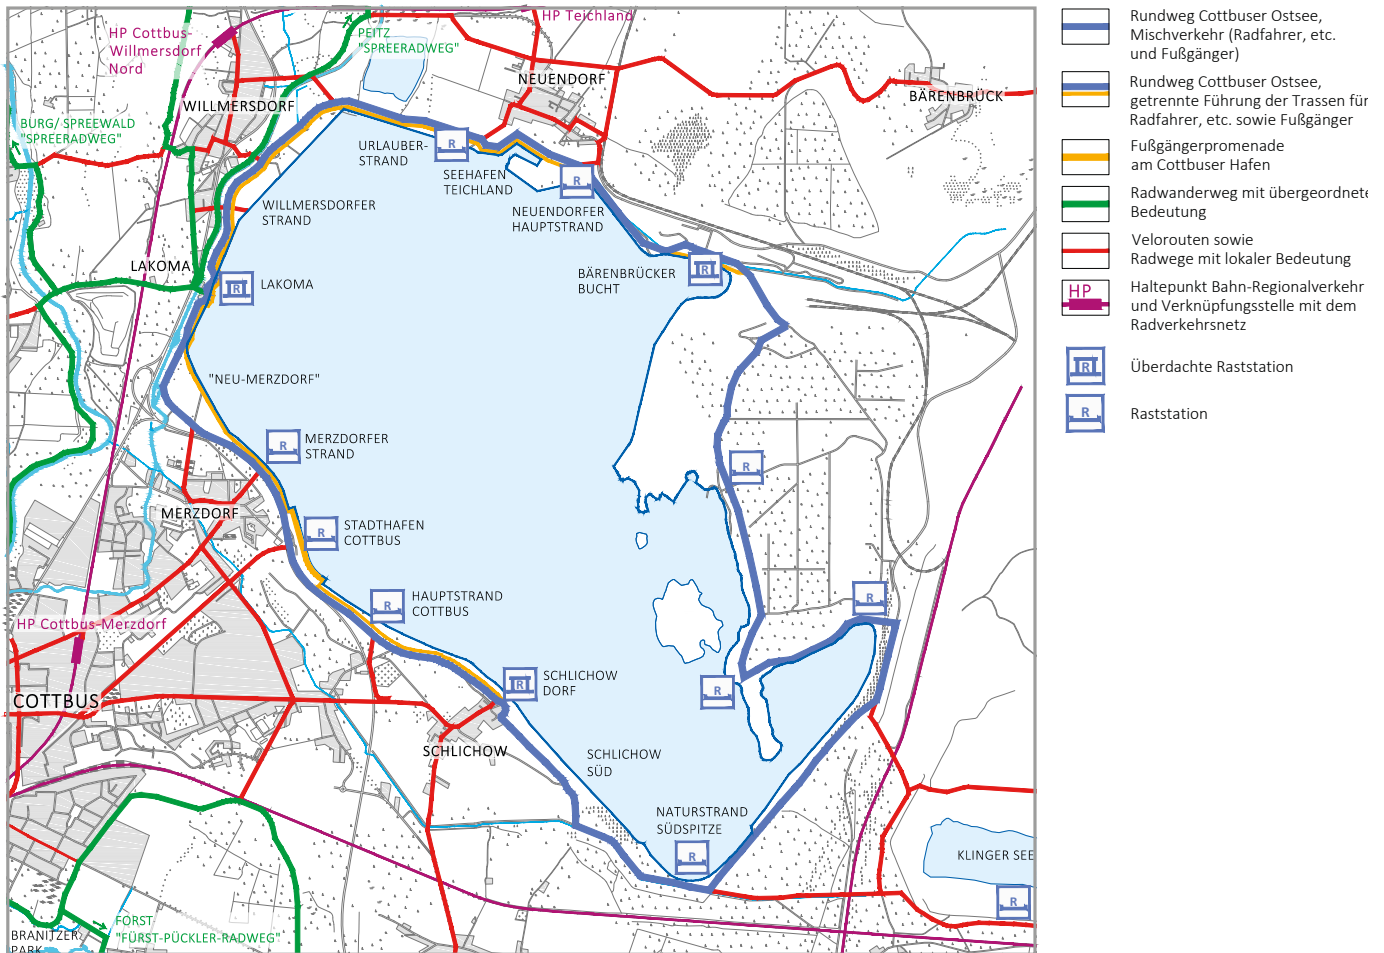 HP Cottbus-
Willmersdorf
Nord
HP Teichland
PEITZ
"SPREERADWEG"
NEUENDORF
BÄRENBRÜCK
WILLMERSDORF
BURG/ SPREEWALD
"SPREERADWEG"
URLAUBER-
STRAND
R
SEEHAFEN
TEICHLAND
R
WILLMERSDORFER
STRAND
NEUENDORFER
HAUPTSTRAND
LAKOMA
R
LAKOMA
BÄRENBRÜCKER
BUCHT
R
"NEU-MERZDORF"
R
MERZDORFER
STRAND
R
MERZDORF
R
STADTHAFEN
COTTBUS
R
HAUPTSTRAND
COTTBUS
R
HP Cottbus-Merzdorf
COTTBUS
R
SCHLICHOW
DORF
R
SCHLICHOW
SCHLICHOW
SÜD
NATURSTRAND
SÜDSPITZE
R
KLINGER SEE
R
FORST
"FÜRST-PÜCKLER-RADWEG"
BRANITZER
PARK
Rundweg Cottbuser Ostsee,
Mischverkehr (Radfahrer, etc.
und Fußgänger)
Rundweg Cottbuser Ostsee,
getrennte Führung der Trassen für
Radfahrer, etc. sowie Fußgänger
Fußgängerpromenade
am Cottbuser Hafen
Radwanderweg mit übergeordnete
Bedeutung
Velorouten sowie
Radwege mit lokaler Bedeutung
HP
Haltepunkt Bahn-Regionalverkehr
und Verknüpfungsstelle mit dem
Radverkehrsnetz
R
Überdachte Raststation
R
Raststation